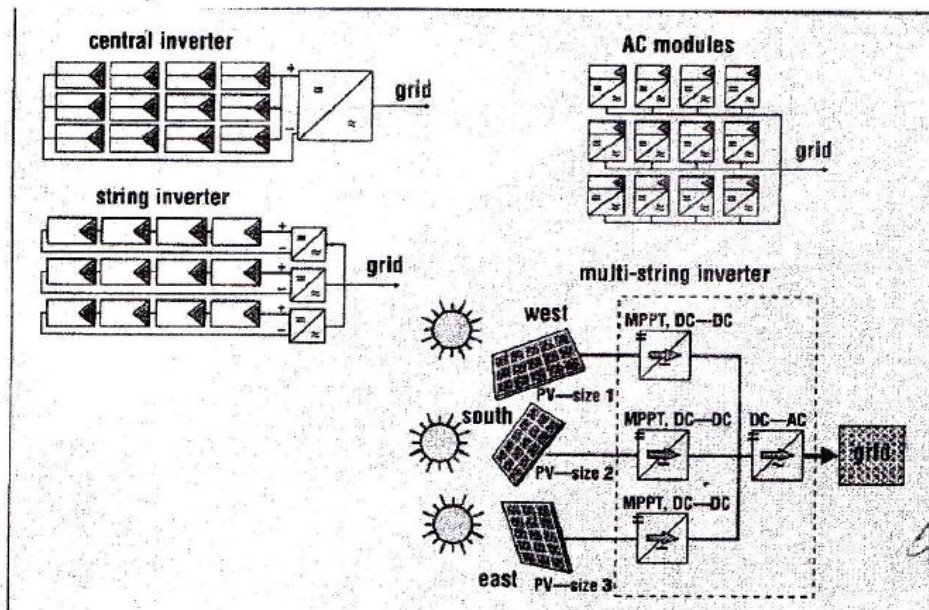 central inverter
+
−
grid
AC modules
grid
string inverter
+
−
+
−
+
−
grid
multi-string inverter
west
PV—size 1
MPPT, DC—DC
south
PV—size 2
MPPT, DC—DC
DC—AC
grid
MPPT, DC—DC
east
PV—size 3